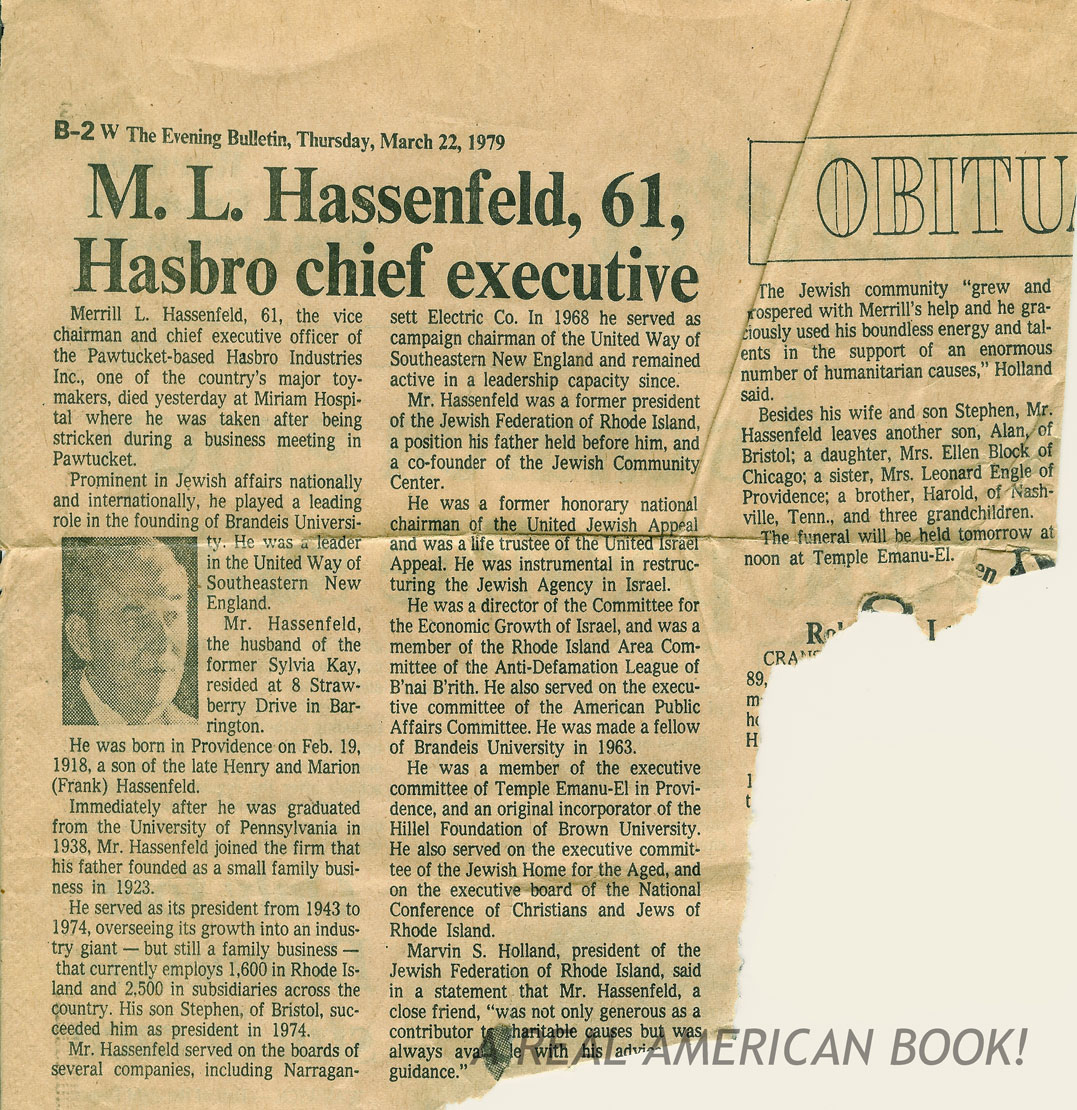 B-2 W The Evening Bulletin, Thursday, March 22, 1979
M. L. Hassenfeld, 61,
Hasbro chief executive
Merrill L. Hassenfeld, 61, the vice
chairman and chief executive officer of
the Pawtucket-based Hasbro Industries
Inc., one of the country's major toy-
makers, died yesterday at Miriam Hospi-
tal where he was taken after being
stricken during a business meeting in
Pawtucket.
Prominent in Jewish affairs nationally
and internationally, he played a leading
role in the founding of Brandeis Universi-
ty. He was a leader
in the United Way of
Southeastern New
England.
Mr. Hassenfeld,
the husband of the
former Sylvia Kay,
resided at 8 Straw-
berry Drive in Bar-
rington.
He was born in Providence on Feb. 19,
1918, a son of the late Henry and Marion
(Frank) Hassenfeld.
Immediately after he was graduated
from the University of Pennsylvania in
1938, Mr. Hassenfeld joined the firm that
his father founded as a small family busi-
ness in 1923.
He served as its president from 1943 to
1974, overseeing its growth into an indus-
try giant — but still a family business —
that currently employs 1,600 in Rhode Is-
land and 2,500 in subsidiaries across the
country. His son Stephen, of Bristol, suc-
ceeded him as president in 1974.
Mr. Hassenfeld served on the boards of
several companies, including Narragan-
sett Electric Co. In 1968 he served as
campaign chairman of the United Way of
Southeastern New England and remained
active in a leadership capacity since.
Mr. Hassenfeld was a former president
of the Jewish Federation of Rhode Island,
a position his father held before him, and
a co-founder of the Jewish Community
Center.
He was a former honorary national
chairman of the United Jewish Appeal
and was a life trustee of the United Israel
Appeal. He was instrumental in restruc-
turing the Jewish Agency in Israel.
He was a director of the Committee for
the Economic Growth of Israel, and was a
member of the Rhode Island Area Com-
mittee of the Anti-Defamation League of
B'nai B'rith. He also served on the execu-
tive committee of the American Public
Affairs Committee. He was made a fellow
of Brandeis University in 1963.
He was a member of the executive
committee of Temple Emanu-El in Provi-
dence, and an original incorporator of the
Hillel Foundation of Brown University.
He also served on the executive commit-
tee of the Jewish Home for the Aged, and
on the executive board of the National
Conference of Christians and Jews of
Rhode Island.
Marvin S. Holland, president of the
Jewish Federation of Rhode Island, said
in a statement that Mr. Hassenfeld, a
close friend, "was not only generous as a
contributor to charitable causes but was
always with his
guidance."
OBITU
The Jewish community "grew and
rospered with Merrill's help and he gra-
ciously used his boundless energy and tal-
ents in the support of an enormous
number of humanitarian causes," Holland
said.
Besides his wife and son Stephen, Mr.
Hassenfeld leaves another son, Alan, of
Bristol; a daughter, Mrs. Ellen Block of
Chicago; a sister, Mrs. Leonard Engle of
Providence; a brother, Harold, of Nash-
ville, Tenn., and three grandchildren.
The funeral will be held tomorrow at
noon at Temple Emanu-El.
en
89,
A REAL AMERICAN BOOK!